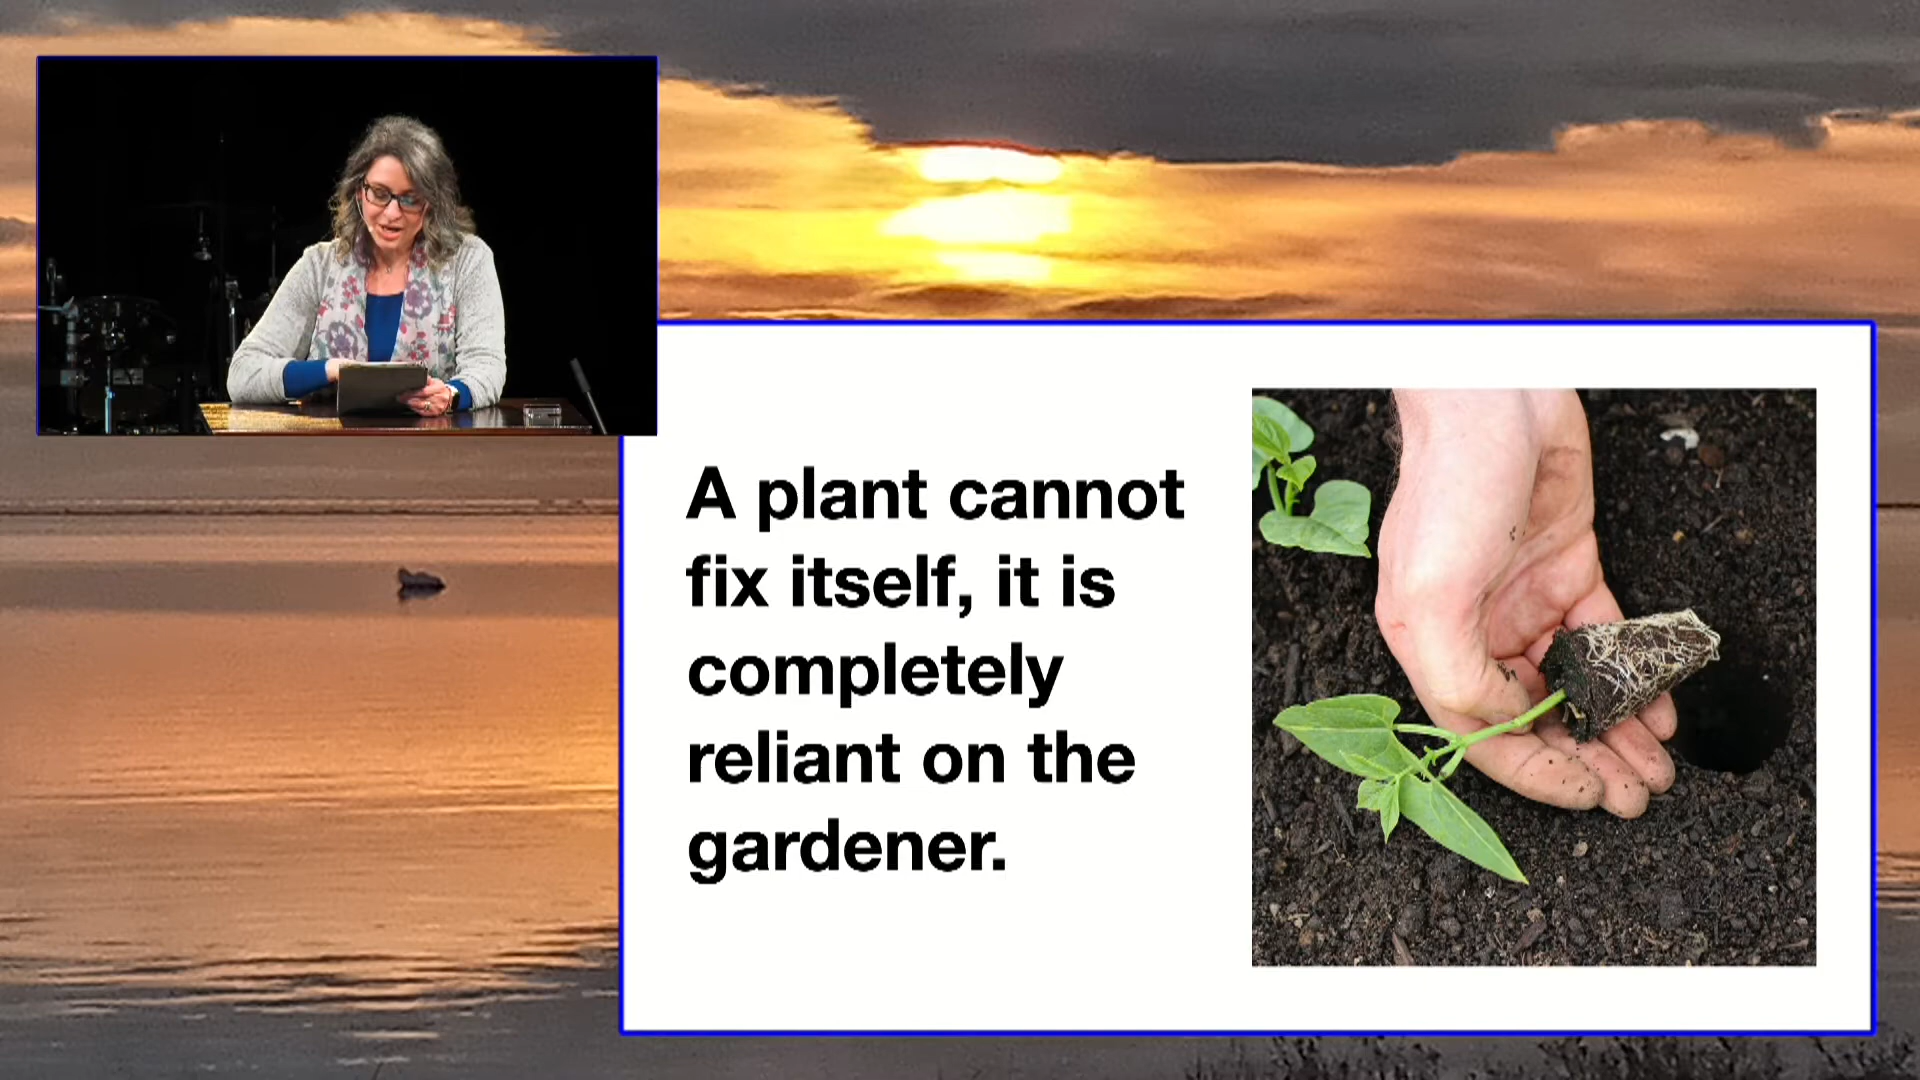 A plant cannot
fix itself, it is
completely
reliant on the
gardener.